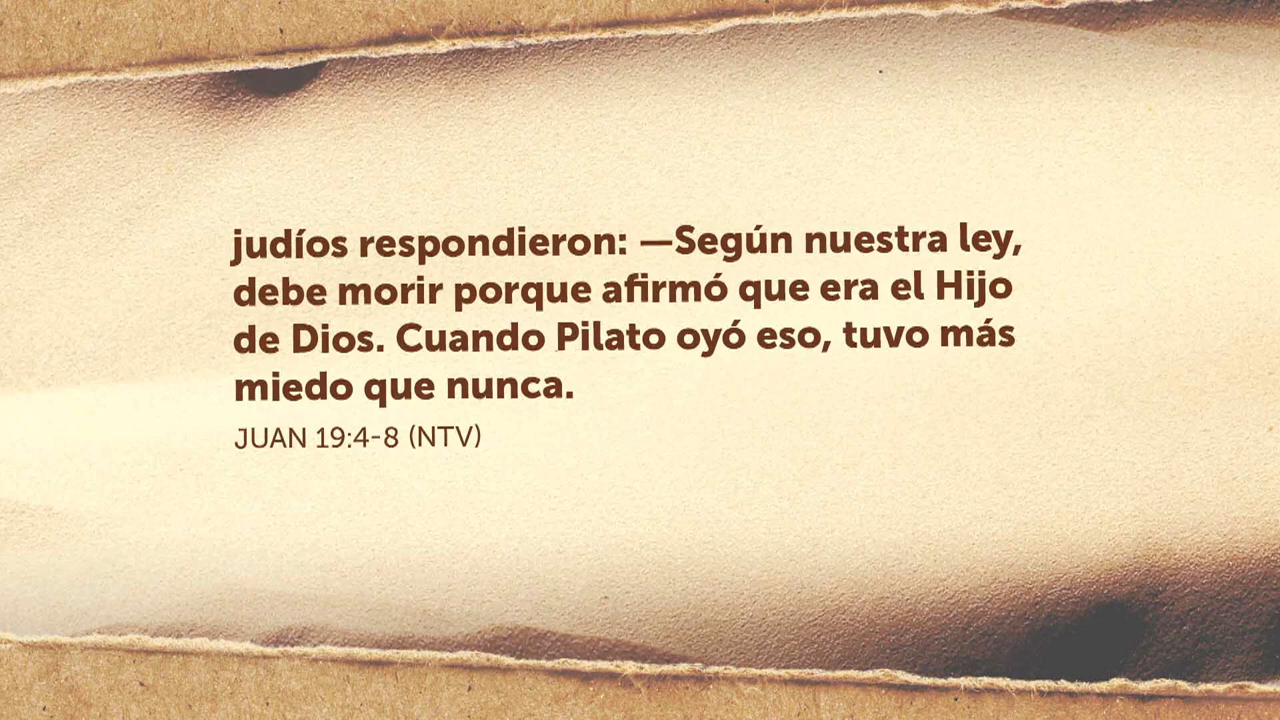 judíos respondieron: —Según nuestra ley,
debe morir porque afirmó que era el Hijo
de Dios. Cuando Pilato oyó eso, tuvo más
miedo que nunca.
JUAN 19:4-8 (NTV)